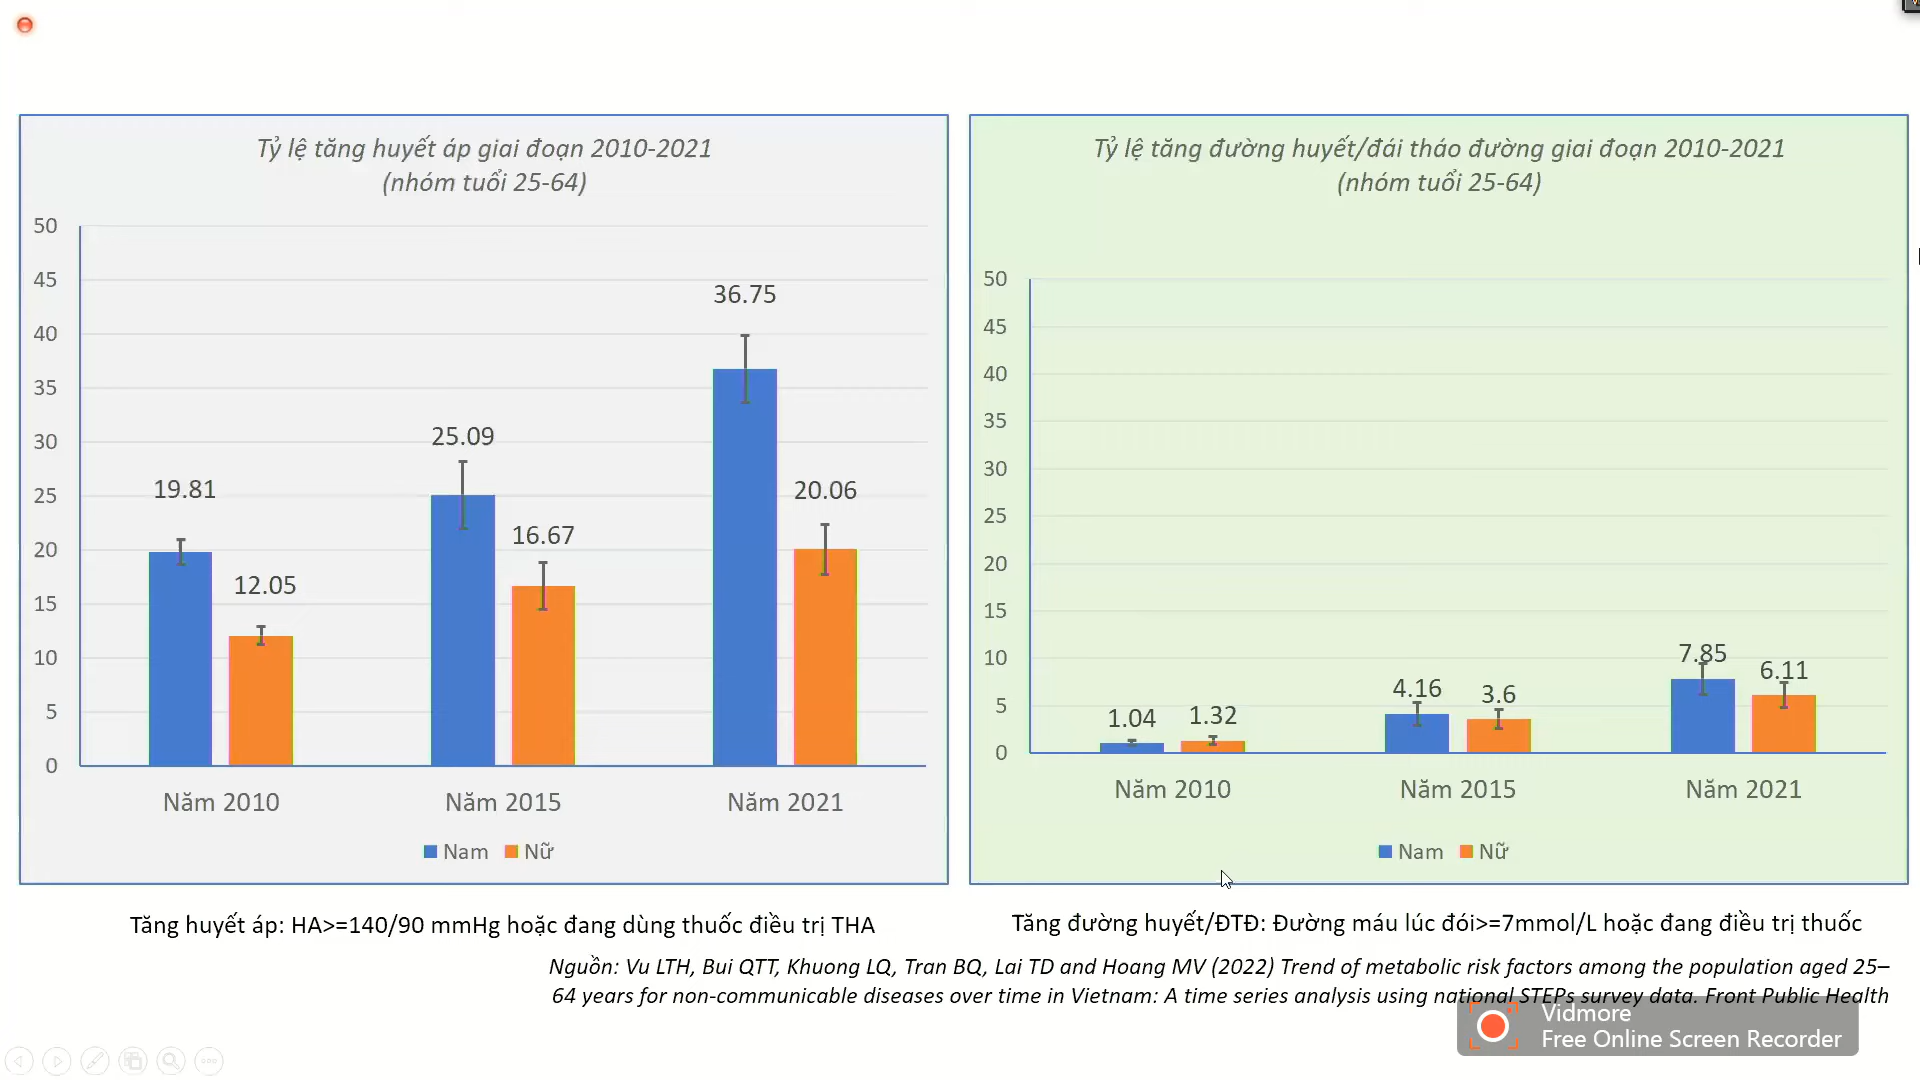 Tỷ lệ tăng huyết áp giai đoạn 2010-2021
(nhóm tuổi 25-64)
50
45
40
35
30
25
20
15
10
5
0
19.81
12.05
25.09
16.67
36.75
20.06
Năm 2010
Năm 2015
Năm 2021
Nam
Nữ
Tỷ lệ tăng đường huyết/đái tháo đường giai đoạn 2010-2021
(nhóm tuổi 25-64)
50
45
40
35
30
25
20
15
10
5
0
1.04
1.32
4.16
3.6
7.85
6.11
Năm 2010
Năm 2015
Năm 2021
Nam
Nữ
Tăng huyết áp: HA>=140/90 mmHg hoặc đang dùng thuốc điều trị THA
Tăng đường huyết/ĐTĐ: Đường máu lúc đói>=7mmol/L hoặc đang điều trị thuốc
Nguồn: Vu LTH, Bui QTT, Khuong LQ, Tran BQ, Lai TD and Hoang MV (2022) Trend of metabolic risk factors among the population aged 25–
64 years for non-communicable diseases over time in Vietnam: A time series analysis using national STEPs survey data. Front Public Health
Vidmore
Free Online Screen Recorder